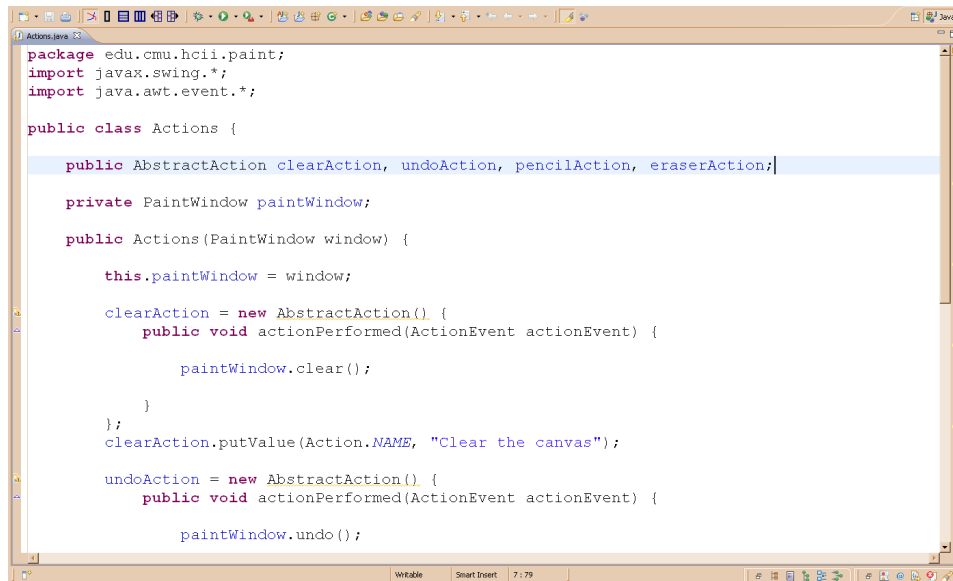 Java
Actions.java
package edu.cmu.hcii.paint;
import javax.swing.*;
import java.awt.event.*;
public class Actions {
public AbstractAction clearAction, undoAction, pencilAction, eraserAction;
private PaintWindow paintWindow;
public Actions(PaintWindow window) {
this.paintWindow = window;
clearAction = new AbstractAction() {
public void actionPerformed(ActionEvent actionEvent) {
paintWindow.clear();
}
};
clearAction.putValue(Action.NAME, "Clear the canvas");
undoAction = new AbstractAction() {
public void actionPerformed(ActionEvent actionEvent) {
paintWindow.undo();
Writable Smart Insert 7 : 79